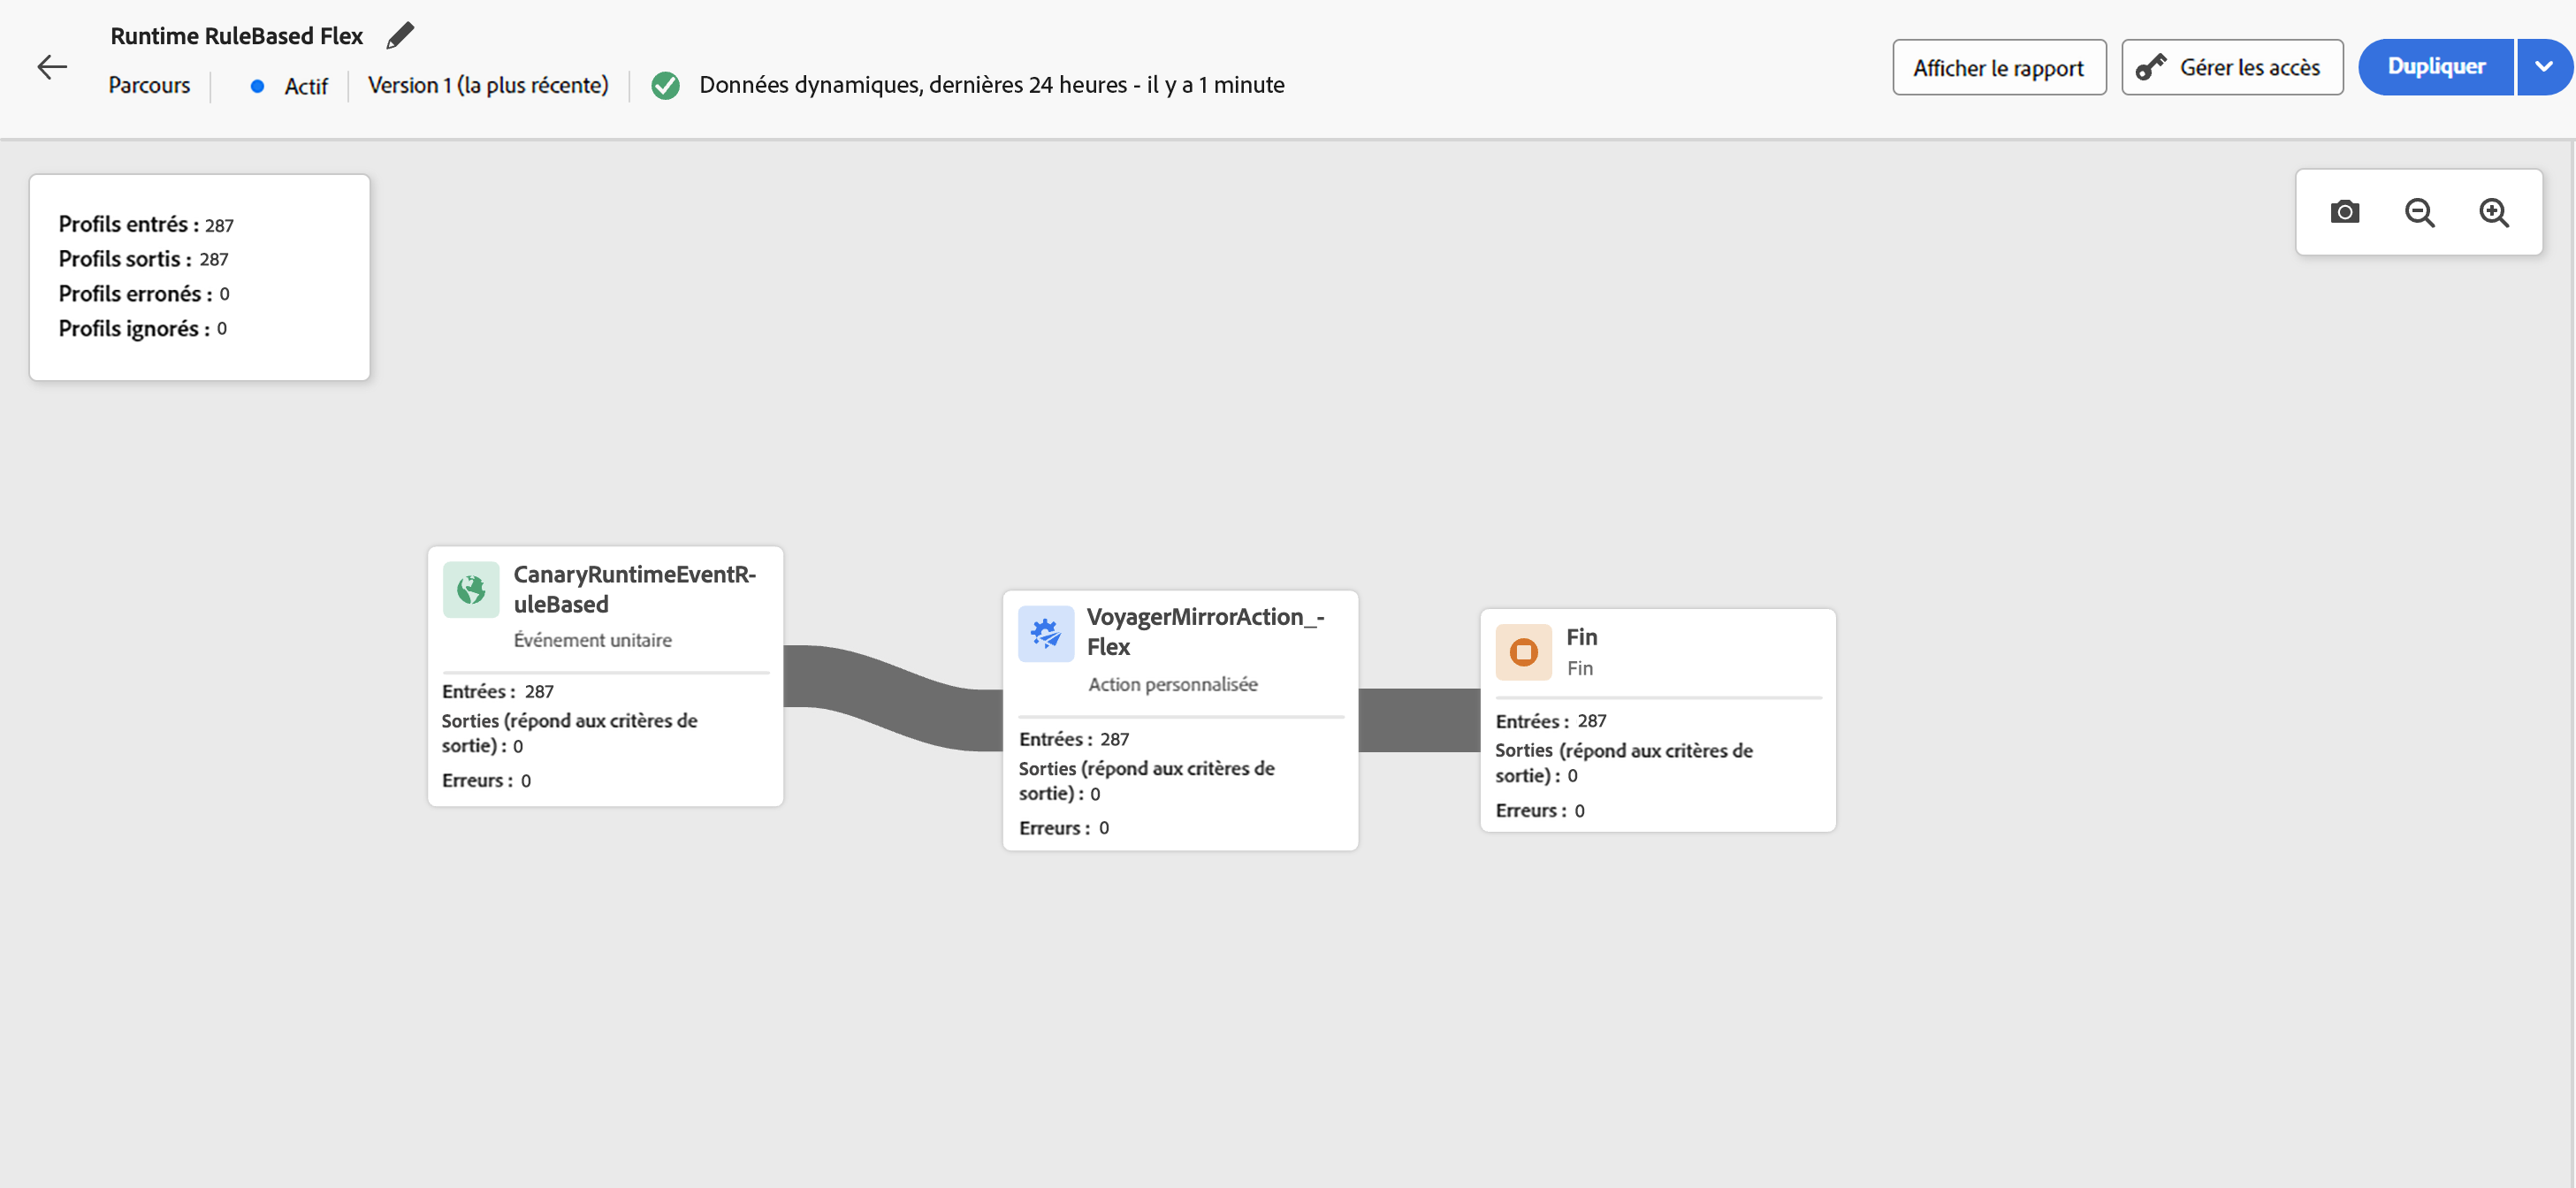 Runtime RuleBased Flex
Parcours
Actif
Version 1 (la plus récente)
Données dynamiques, dernières 24 heures - il y a 1 minute
Afficher le rapport
Gérer les accès
Dupliquer
Profils entrés : 287
Profils sortis : 287
Profils erronés : 0
Profils ignorés : 0
CanaryRuntimeEventR-
uleBased
Événement unitaire
Entrées : 287
Sorties (répond aux critères de
sortie) : 0
Erreurs : 0
VoyagerMirrorAction_-
Flex
Action personnalisée
Entrées : 287
Sorties (répond aux critères de
sortie) : 0
Erreurs : 0
Fin
Fin
Entrées : 287
Sorties (répond aux critères de
sortie) : 0
Erreurs : 0